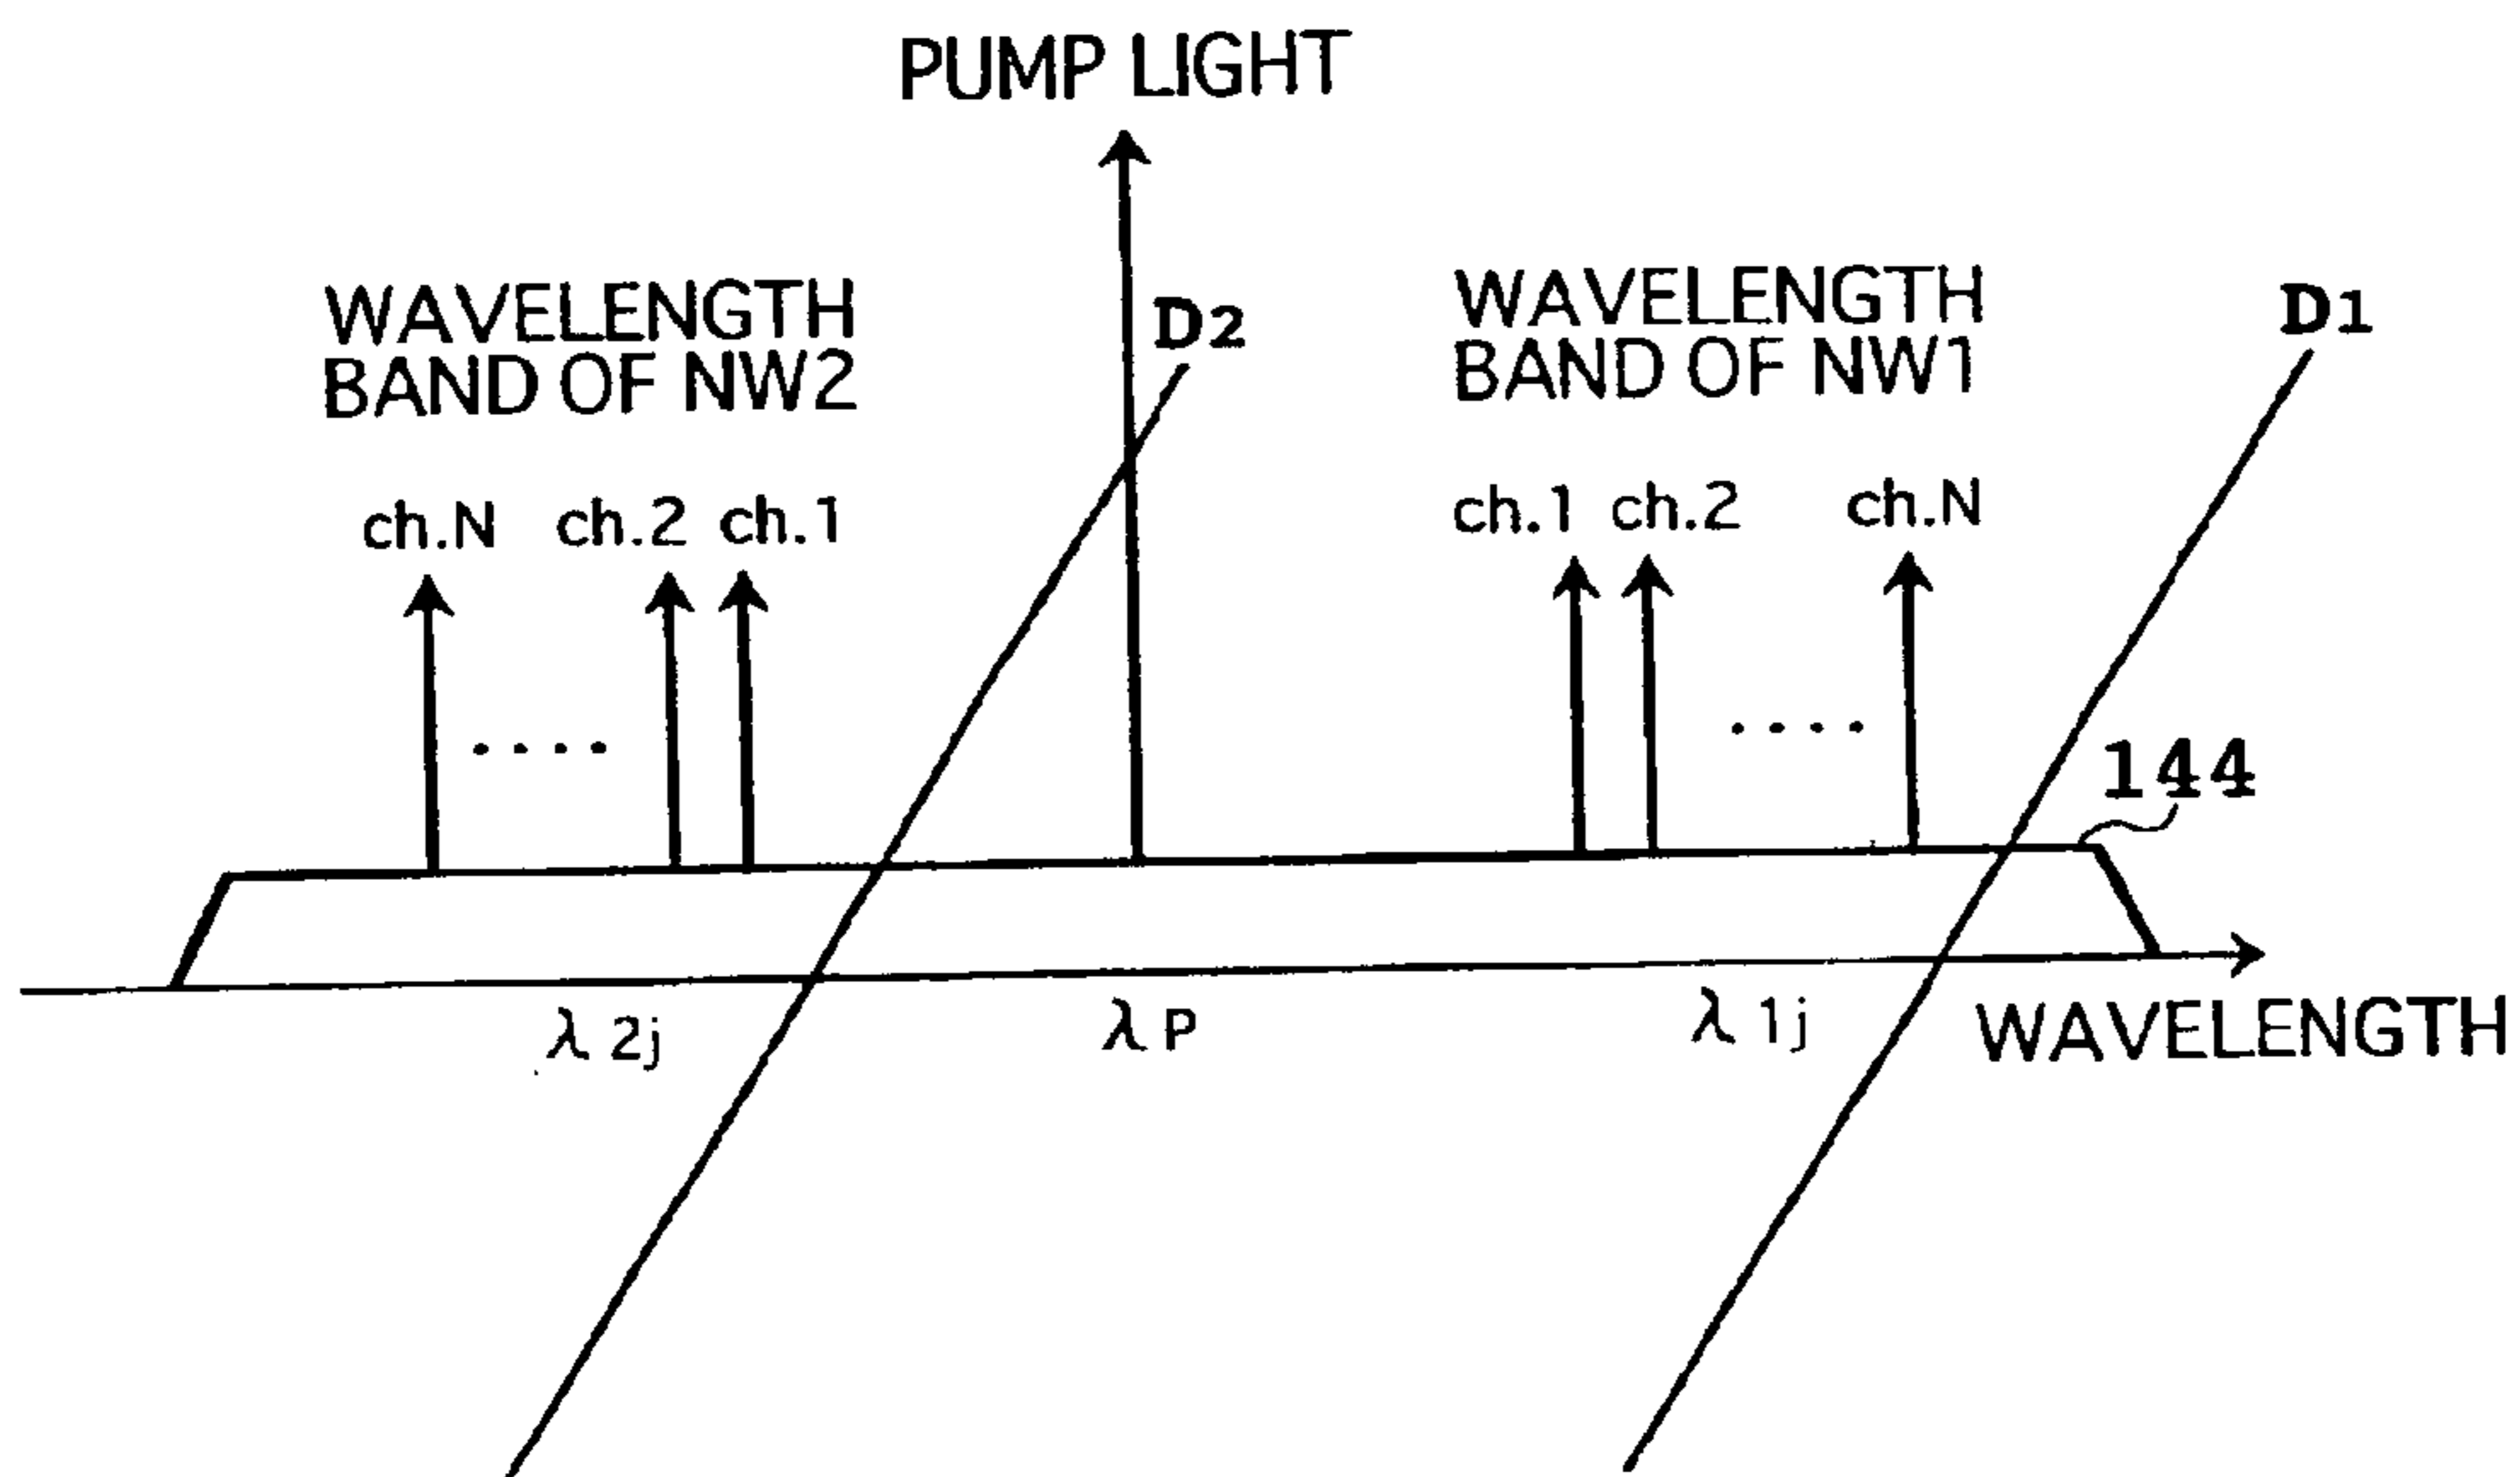 PUMP LIGHT
WAVELENGTH
BAND OF NW2
D2
WAVELENGTH
BAND OF NW1
D1
ch.N ch.2 ch.1
ch.1 ch.2 ch.N
144
λ 2j
λ P
λ 1j
WAVELENGTH